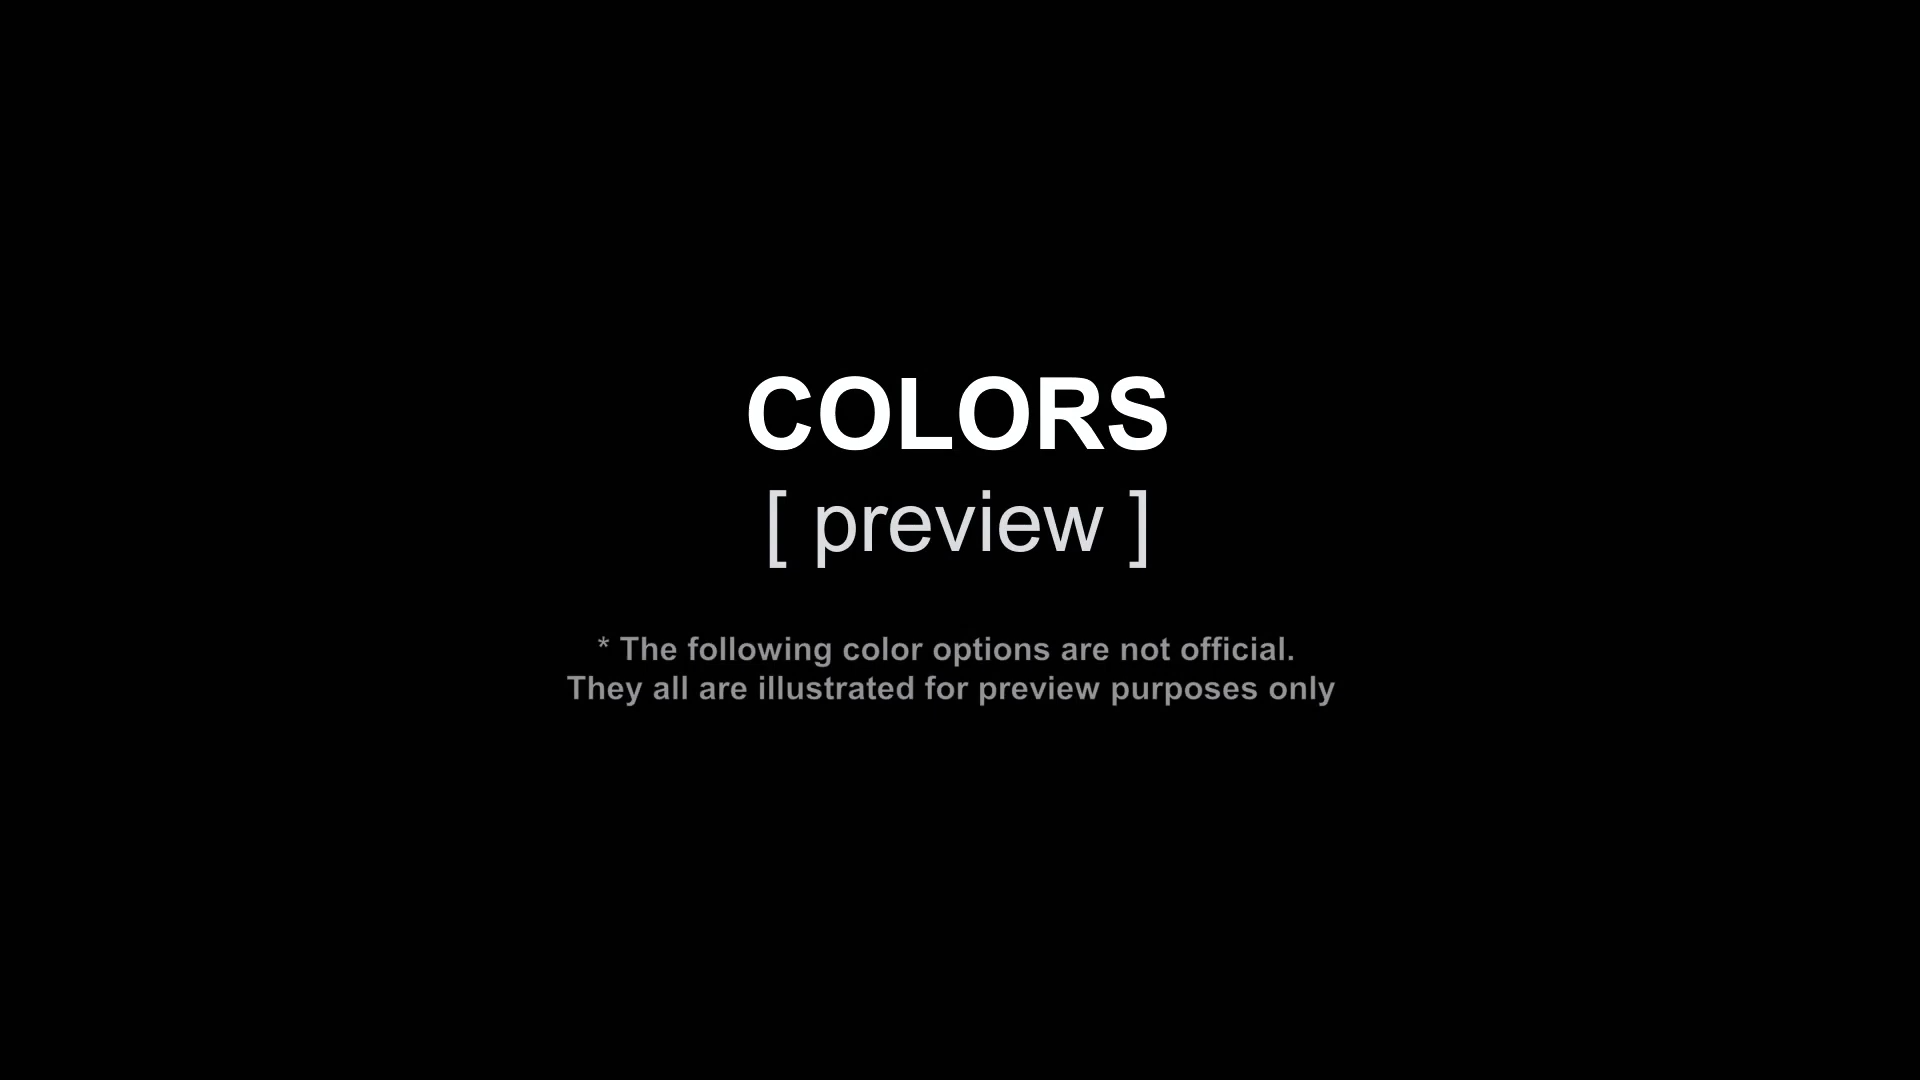 COLORS
[ preview ]
* The following color options are not official.
They all are illustrated for preview purposes only